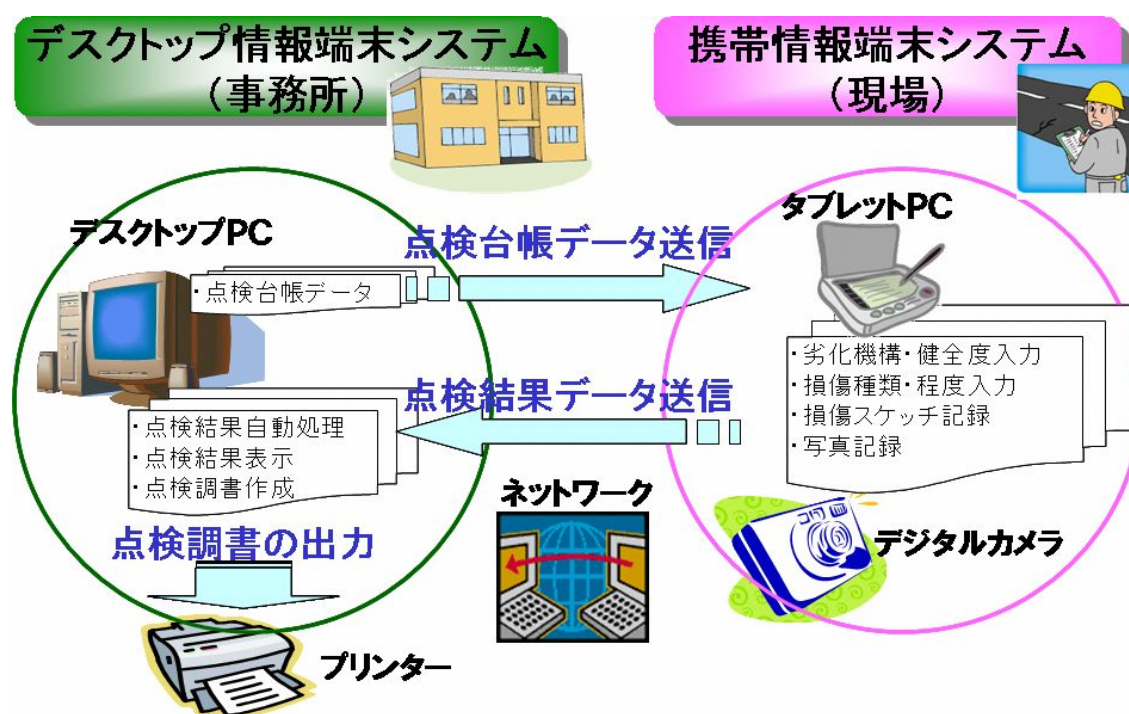 デスクトップ情報端末システム
(事務所)
携帯情報端末システム
(現場)
デスクトップPC
・点検台帳データ
点検台帳データ送信
タブレットPC
・劣化機構・健全度入力
・損傷種類・程度入力
・損傷スケッチ記録
・写真記録
点検結果データ送信
・点検結果自動処理
・点検結果表示
・点検調書作成
ネットワーク
デジタルカメラ
点検調書の出力
プリンター